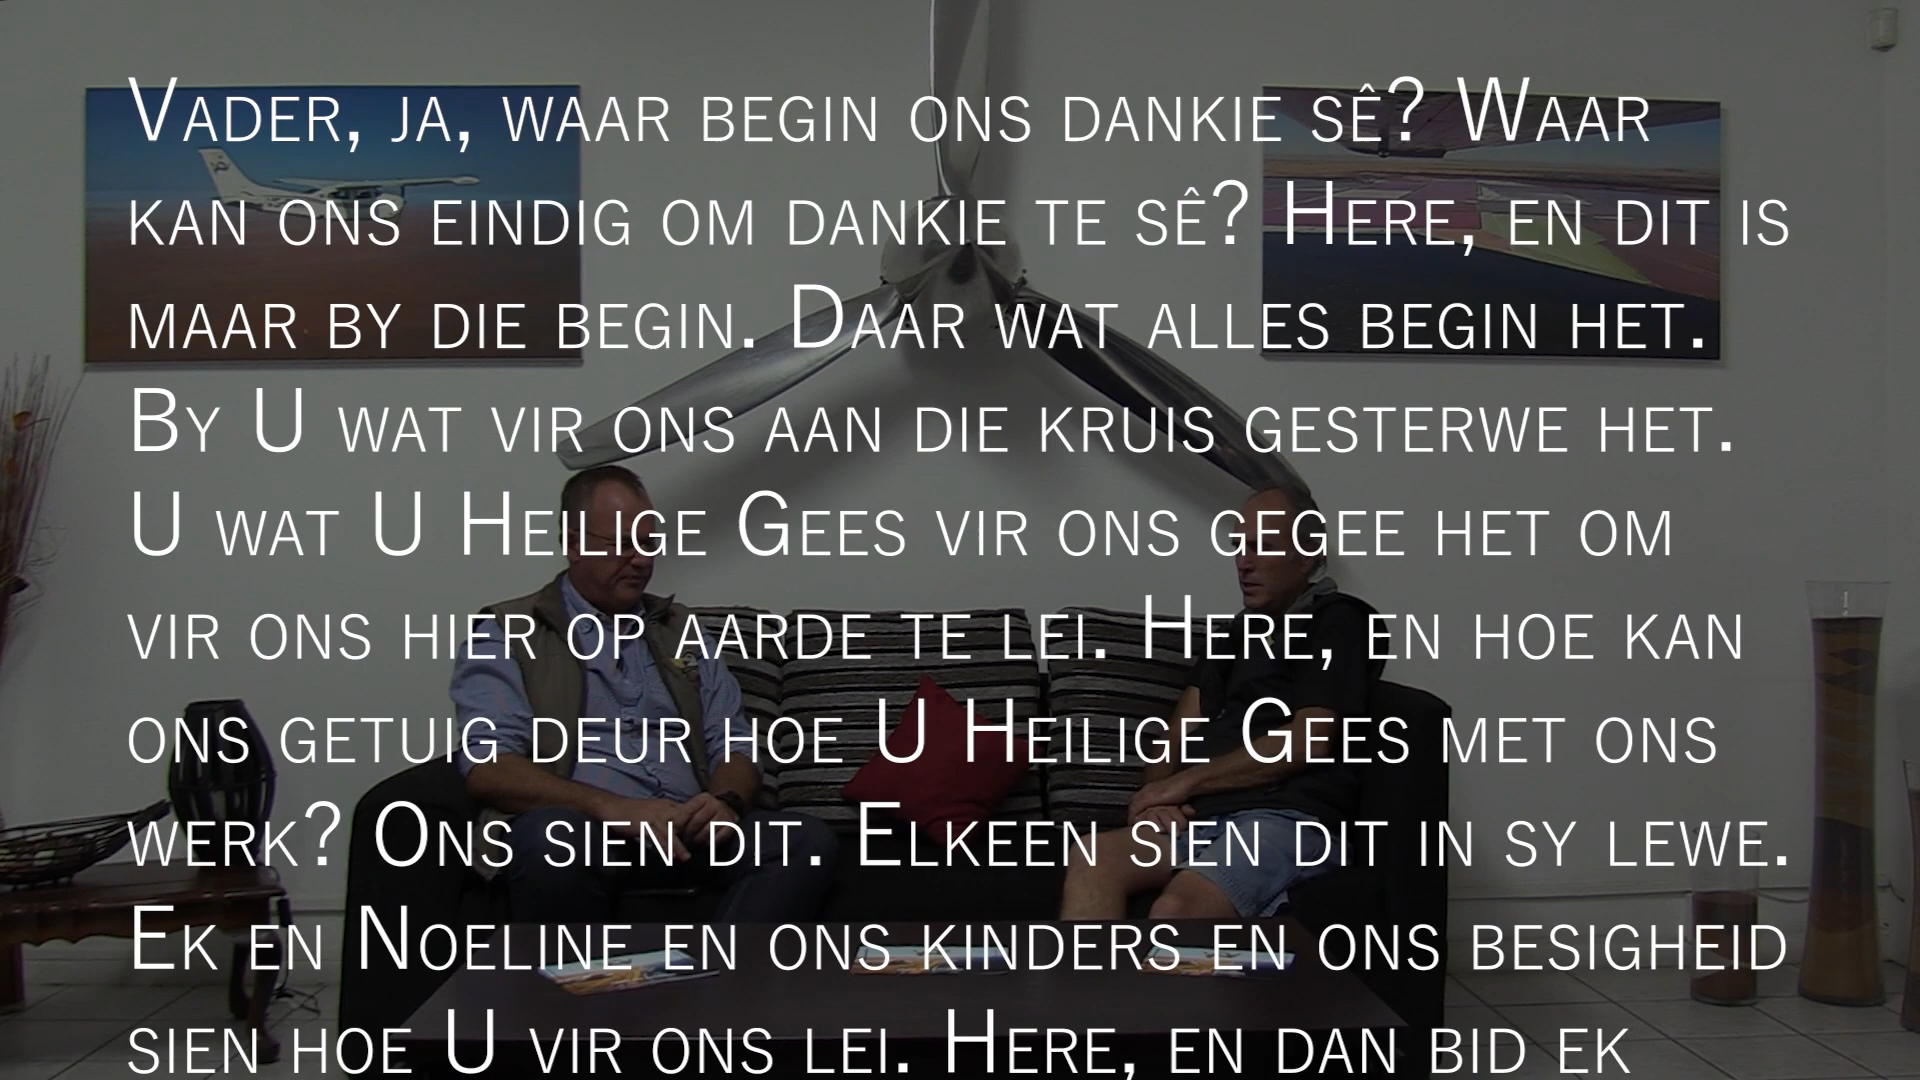 Vader, ja, waar begin ons dankie sê? Waar
kan ons eindig om dankie te sê? Here, en dit is
maar by die begin. Daar wat alles begin het.
By U wat vir ons aan die kruis gesterwe het.
U wat U Heilige Gees vir ons gegee het om
vir ons hier op aarde te lei. Here, en hoe kan
ons getuig deur hoe U Heilige Gees met ons
werk? Ons sien dit. Elkeen sien dit in sy lewe.
Ek en Noeline en ons kinders en ons besigheid
sien hoe U vir ons lei. Here, en dan bid ek